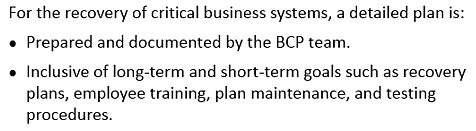 For the recovery of critical business systems, a detailed plan is:
• Prepared and documented by the BCP team.
• Inclusive of long-term and short-term goals such as recovery
plans, employee training, plan maintenance, and testing
procedures.